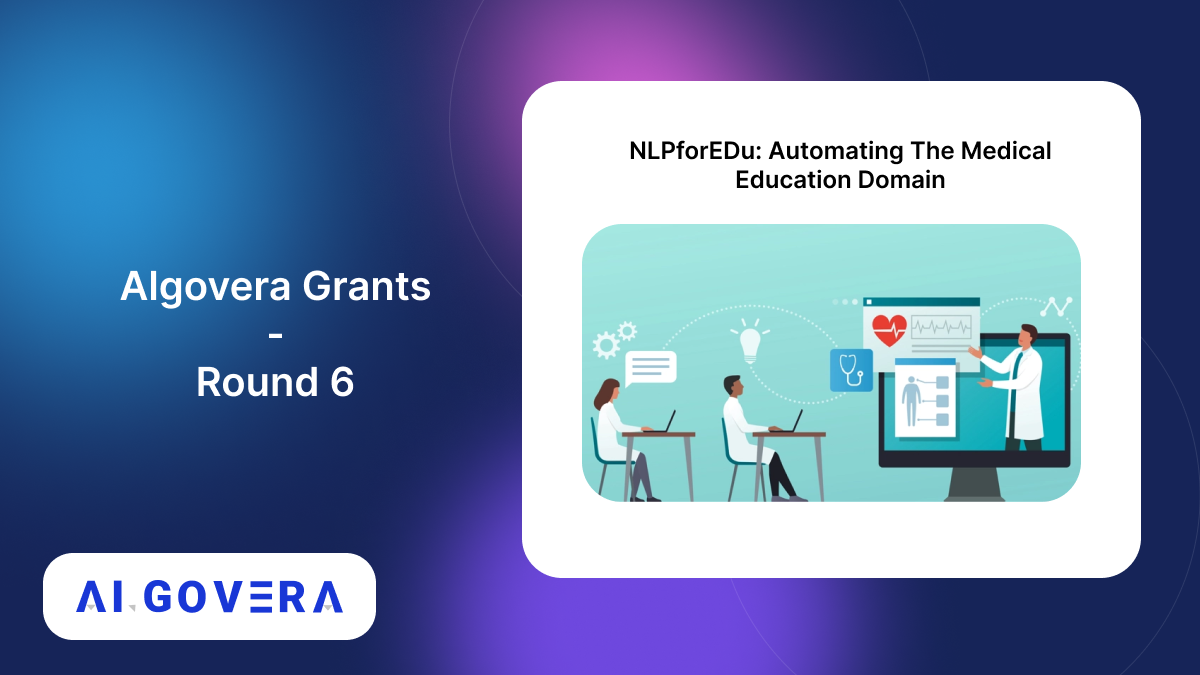 Algovera Grants
-
Round 6
NLPforEDu: Automating The Medical
Education Domain
ALGOVERA